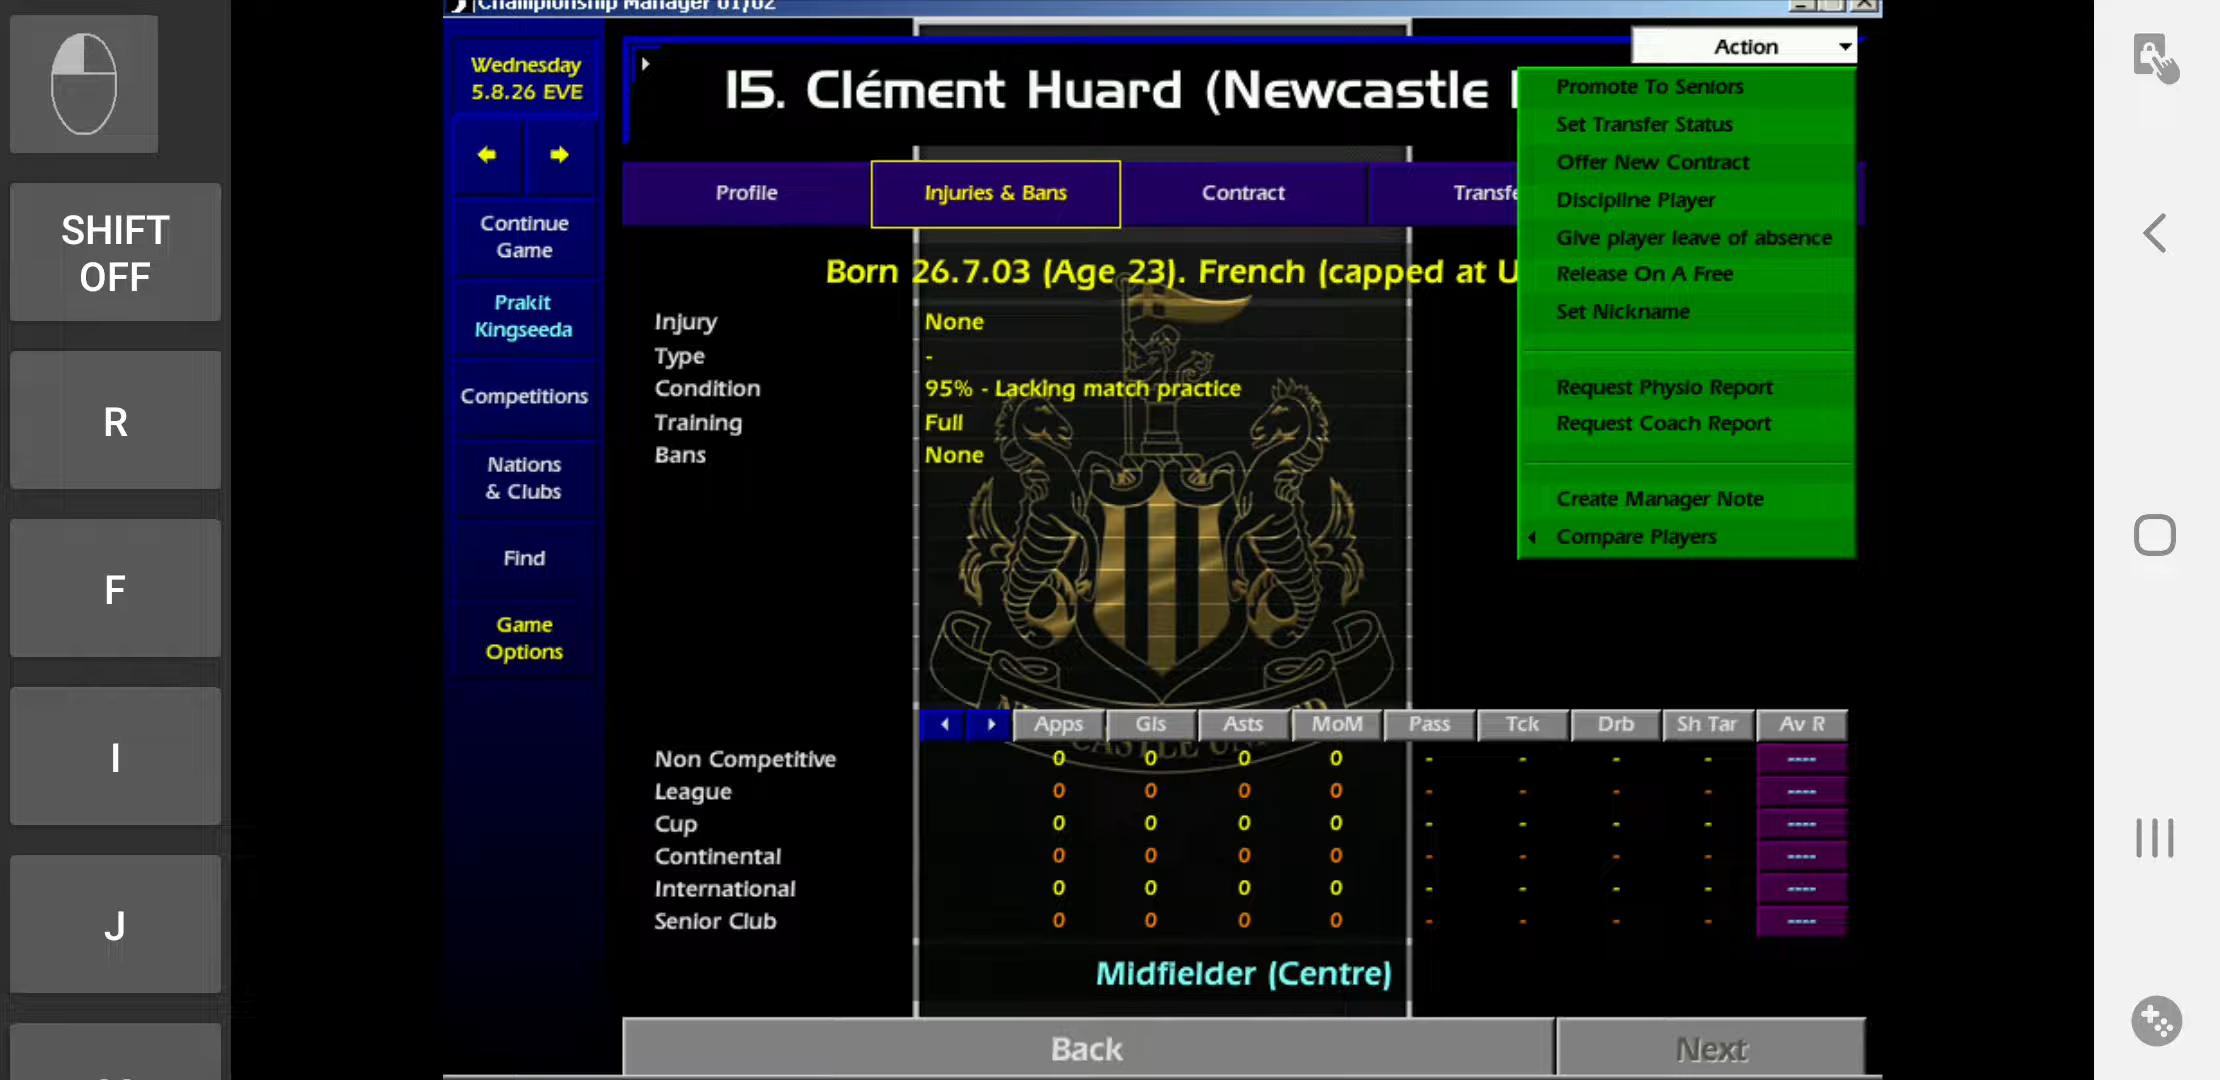 Championship Manager 01/02
Wednesday
5.8.26 EVE
Continue
Game
Prakit
Kingseeda
Competitions
Nations
& Clubs
Find
Game
Options
SHIFT
OFF
R
F
I
J
15. Clément Huard (Newcastle
Action
Promote To Seniors
Set Transfer Status
Offer New Contract
Discipline Player
Give player leave of absence
Release On A Free
Set Nickname
Request Physio Report
Request Coach Report
Create Manager Note
Compare Players
Profile
Injuries & Bans
Contract
Transfe
Born 26.7.03 (Age 23). French (capped at U
Injury None
Type -
Condition 95% - Lacking match practice
Training Full
Bans None
Apps Gls Asts MoM Pass Tck Drb Sh Tar Av R
Non Competitive 0 0 0 0 - - - - ----
League 0 0 0 0 - - - - ----
Cup 0 0 0 0 - - - - ----
Continental 0 0 0 0 - - - - ----
International 0 0 0 0 - - - - ----
Senior Club 0 0 0 0 - - - - ----
Midfielder (Centre)
Back
Next